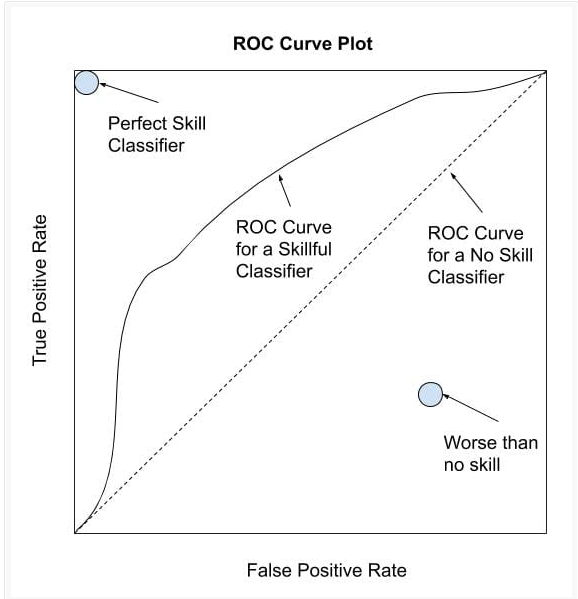 ROC Curve Plot
Perfect Skill
Classifier
ROC Curve
for a Skillful
Classifier
ROC Curve
for a No Skill
Classifier
Worse than
no skill
True Positive Rate
False Positive Rate